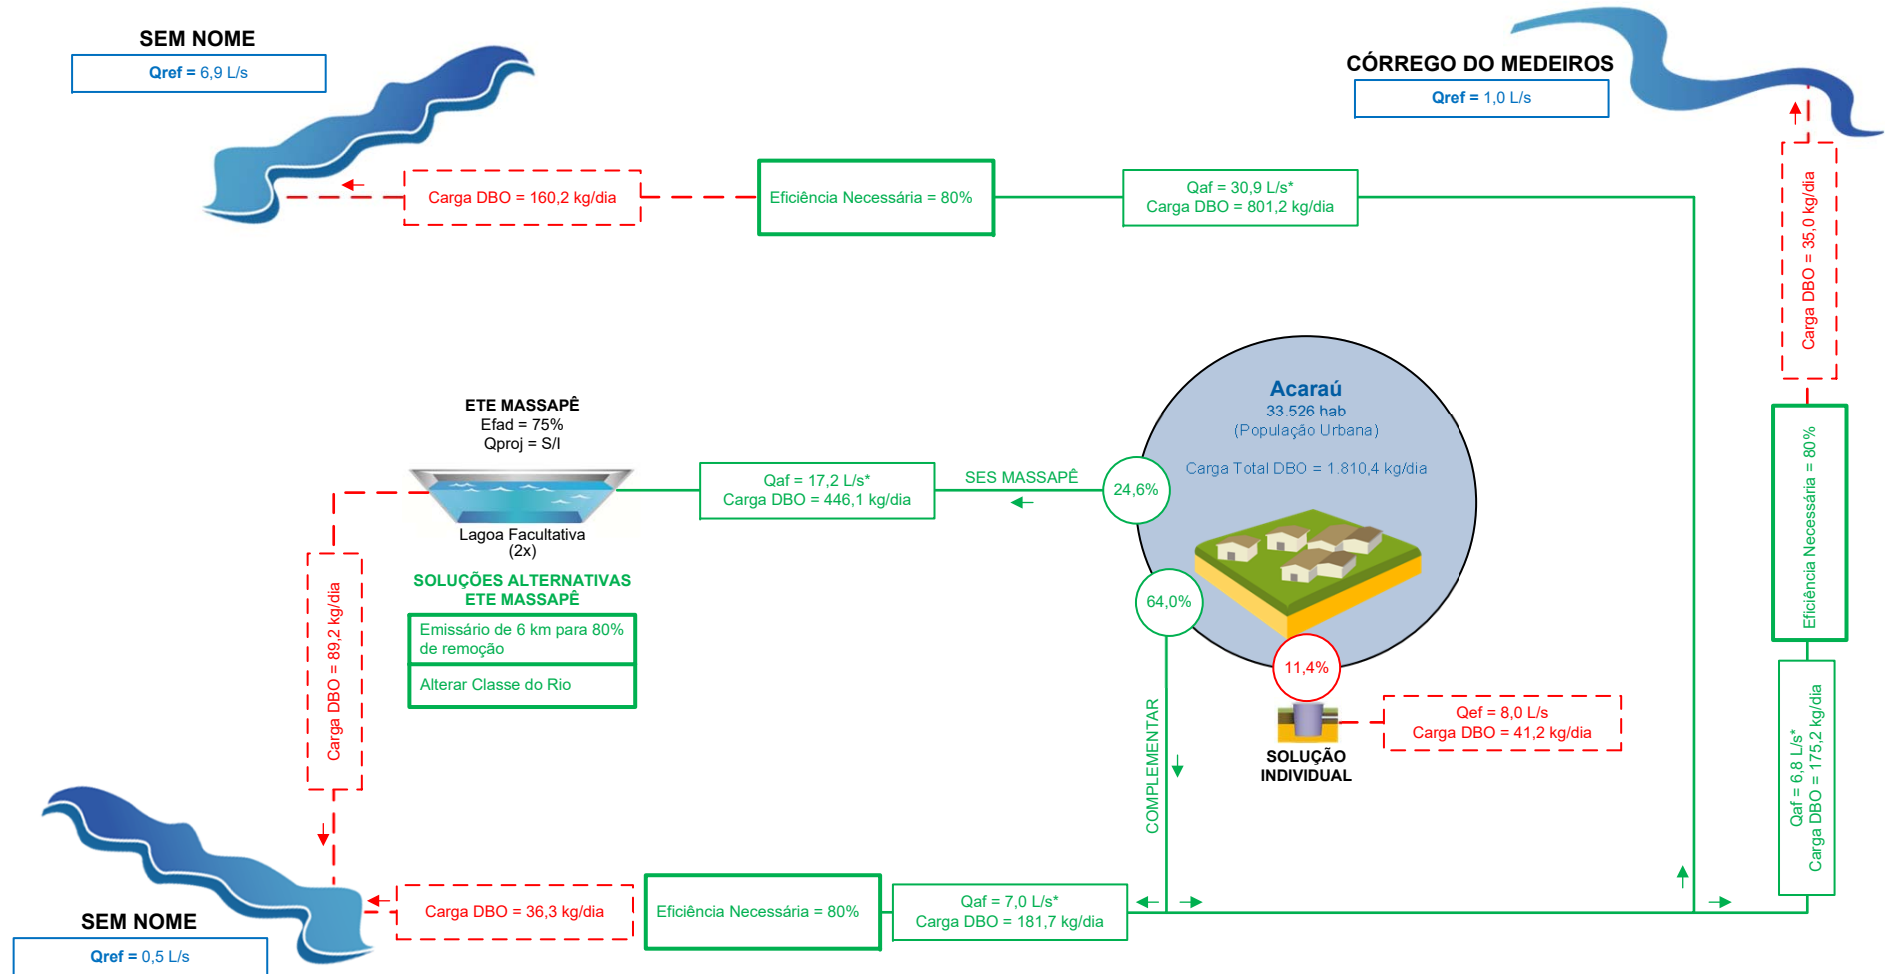 SEM NOME
Qref = 6,9 L/s
CÓRREGO DO MEDEIROS
Qref = 1,0 L/s
Carga DBO = 160,2 kg/dia
Eficiência Necessária = 80%
Qaf = 30,9 L/s*
Carga DBO = 801,2 kg/dia
Carga DBO = 35,0 kg/dia
Acaraú
33.526 hab
(População Urbana)
Carga Total DBO = 1.810,4 kg/dia
ETE MASSAPÊ
Efad = 75%
Qproj = S/I
Qaf = 17,2 L/s*
Carga DBO = 446,1 kg/dia
SES MASSAPÊ
24,6%
Lagoa Facultativa
(2x)
SOLUÇÕES ALTERNATIVAS
ETE MASSAPÊ
Emissário de 6 km para 80%
de remoção
Alterar Classe do Rio
Carga DBO = 89,2 kg/dia
64,0%
11,4%
Qef = 8,0 L/s
Carga DBO = 41,2 kg/dia
SOLUÇÃO
INDIVIDUAL
COMPLEMENTAR
Eficiência Necessária = 80%
Qaf = 6,8 L/s*
Carga DBO = 175,2 kg/dia
Carga DBO = 36,3 kg/dia
Eficiência Necessária = 80%
Qaf = 7,0 L/s*
Carga DBO = 181,7 kg/dia
SEM NOME
Qref = 0,5 L/s